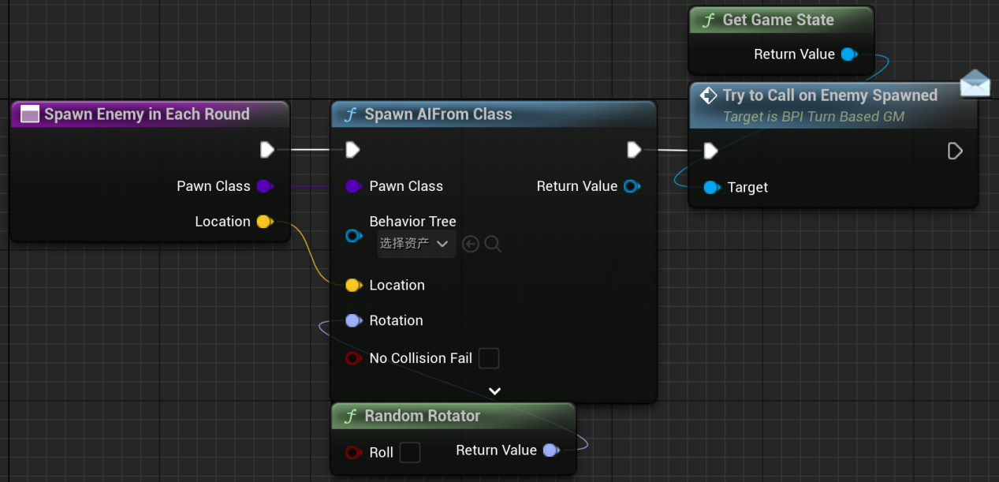 Get Game State
Return Value
Spawn Enemy in Each Round
Pawn Class
Location
Spawn AIFrom Class
Pawn Class
Return Value
Behavior Tree
选择资产
Location
Rotation
No Collision Fail
Try to Call on Enemy Spawned
Target is BPI Turn Based GM
Target
Random Rotator
Roll
Return Value